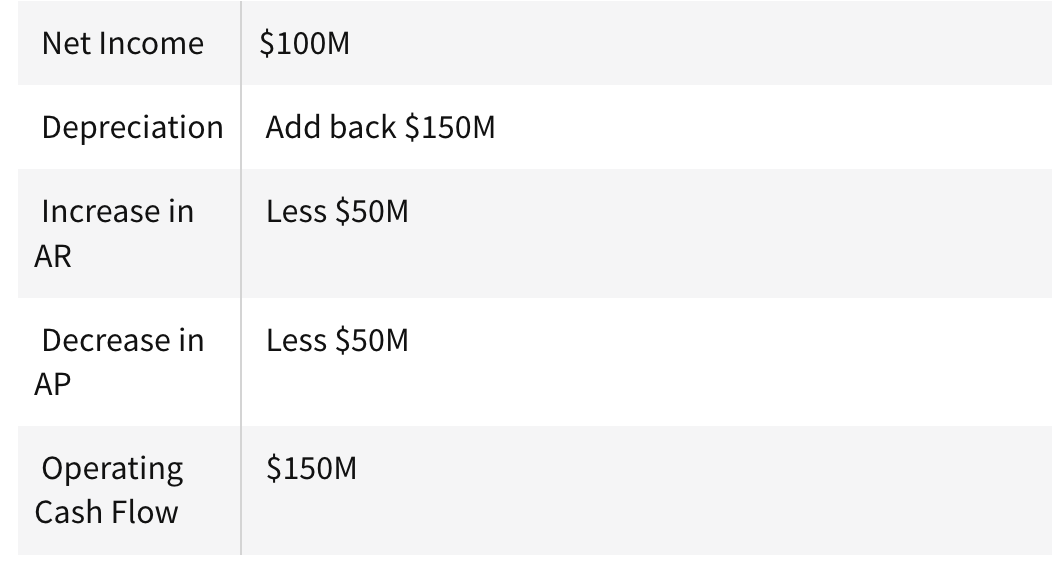 Net Income $100M
Depreciation Add back $150M
Increase in Less $50M
AR
Decrease in Less $50M
AP
Operating $150M
Cash Flow